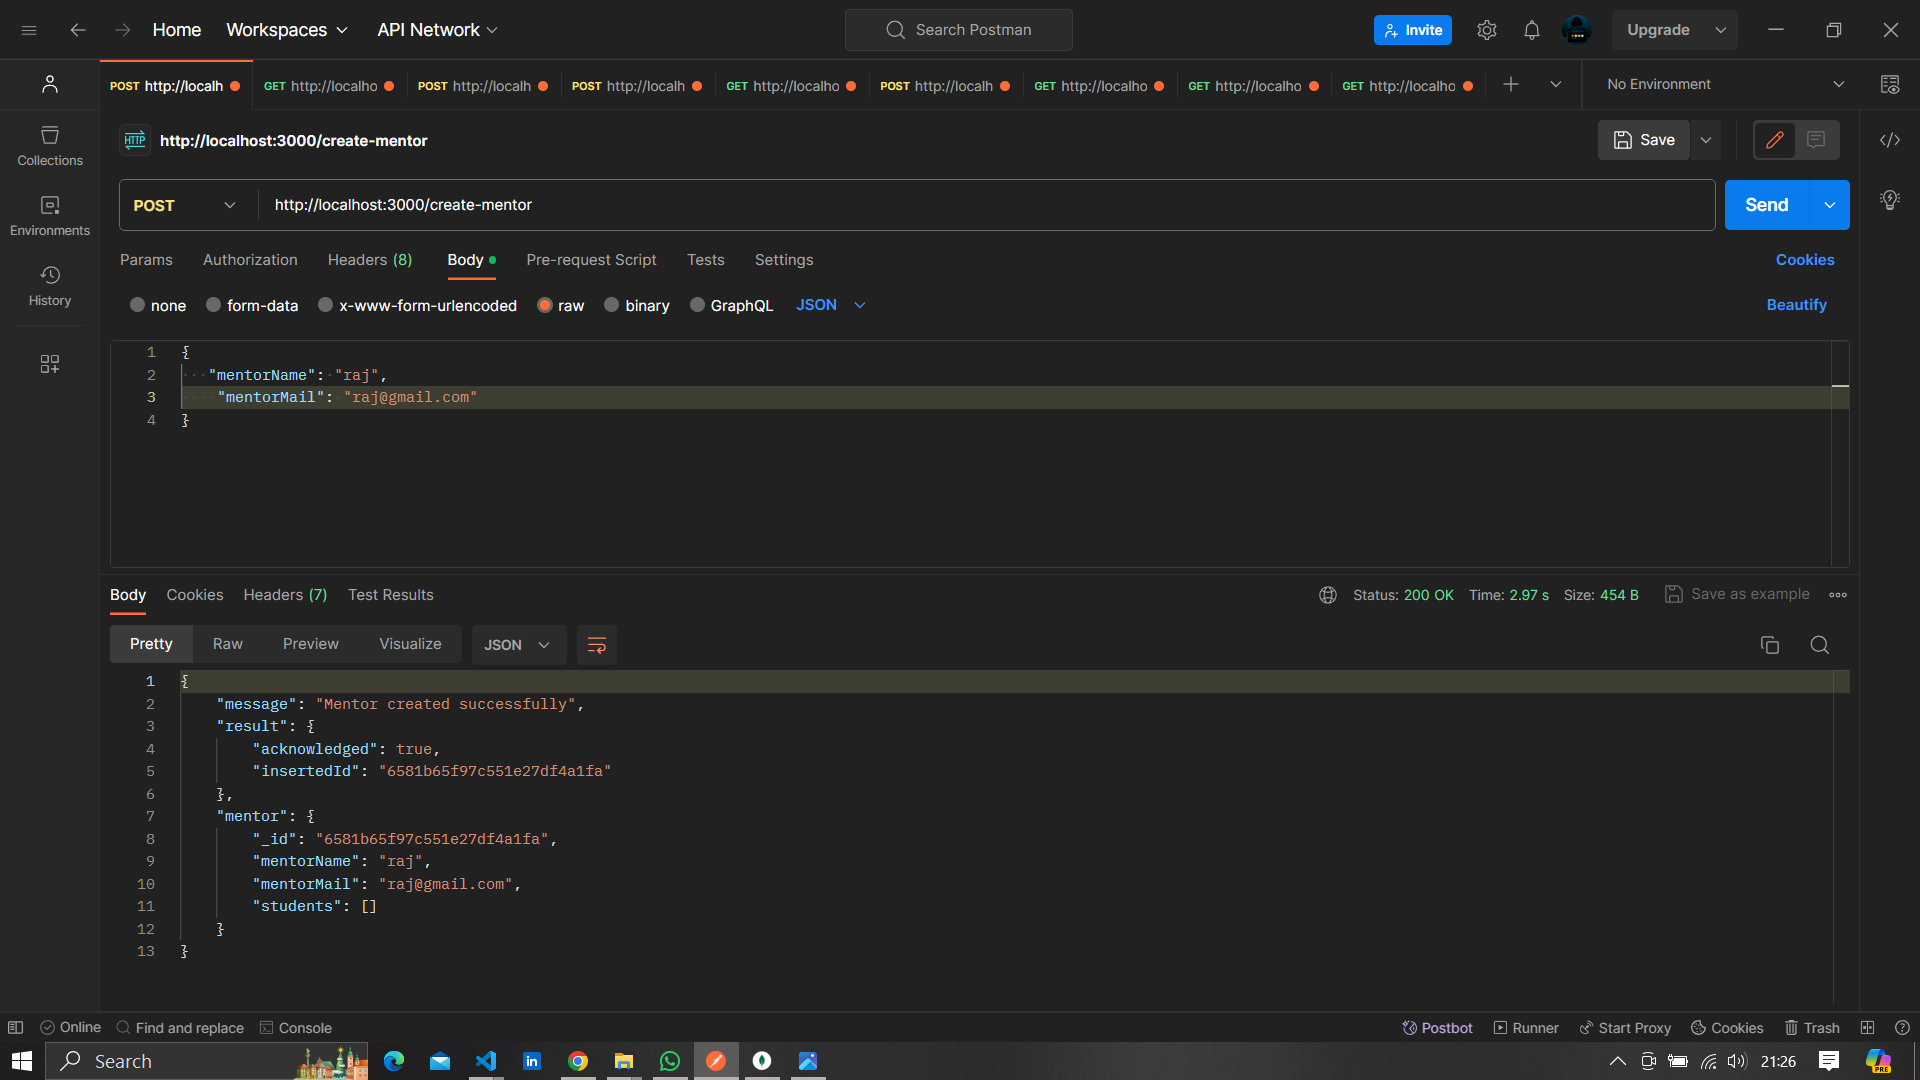 Home Workspaces API Network Search Postman Invite Upgrade
POST http://localh GET http://localho POST http://localh POST http://localh GET http://localho POST http://localh GET http://localho GET http://localho GET http://localho No Environment
HTTP http://localhost:3000/create-mentor Save
Collections
POST http://localhost:3000/create-mentor Send
Environments
Params Authorization Headers (8) Body Pre-request Script Tests Settings Cookies
History
none form-data x-www-form-urlencoded raw binary GraphQL JSON Beautify
1 {
2 "mentorName": "raj",
3 "mentorMail": "raj@gmail.com"
4 }
Body Cookies Headers (7) Test Results Status: 200 OK Time: 2.97 s Size: 454 B Save as example
Pretty Raw Preview Visualize JSON
1 {
2 "message": "Mentor created successfully",
3 "result": {
4 "acknowledged": true,
5 "insertedId": "6581b65f97c551e27df4a1fa"
6 },
7 "mentor": {
8 "_id": "6581b65f97c551e27df4a1fa",
9 "mentorName": "raj",
10 "mentorMail": "raj@gmail.com",
11 "students": []
12 }
13 }
Online Find and replace Console Postbot Runner Start Proxy Cookies Trash
Search in 21:26 PRE